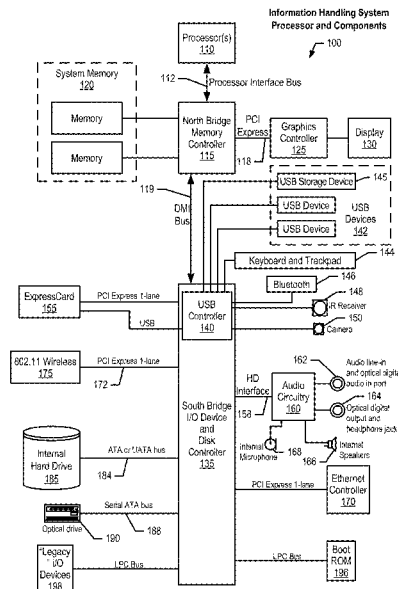 Information Handling System
Processor and Components
100
Processor(s)
110
112
Processor Interface Bus
System Memory
120
Memory
Memory
North Bridge
Memory
Controller
115
PCI
Express
118
Graphics
Controller
125
Display
130
119
DMI
Bus
USB Storage Device
145
USB Device
USB Device
USB
Devices
142
Keyboard and Trackpad
144
Bluetooth
146
148
IR Receiver
150
Camera
ExpressCard
155
PCI Express 1-lane
USB
USB
Controller
140
802.11 Wireless
175
PCI Express 1-lane
172
South Bridge
I/O Device
and
Disk
Controller
135
HD
Interface
158
Audio
Circuitry
160
162
Audio line-in
and optical digital
audio in port
164
Optical digital
output and
headphone jack
Internal
Microphone
168
166
Internal
Speakers
Internal
Hard Drive
185
ATA or
ATA bus
184
PCI Express 1-lane
Ethernet
Controller
170
Serial ATA bus
188
190
Optical drive
"Legacy"
I/O
Devices
198
LPC Bus
LPC Bus
Boot
ROM
196